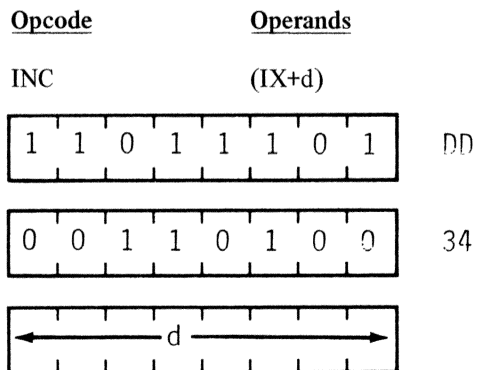 Opcode Operands
INC (IX+d)
1 1 0 1 1 1 0 1 DD
0 0 1 1 0 1 0 0 34
d